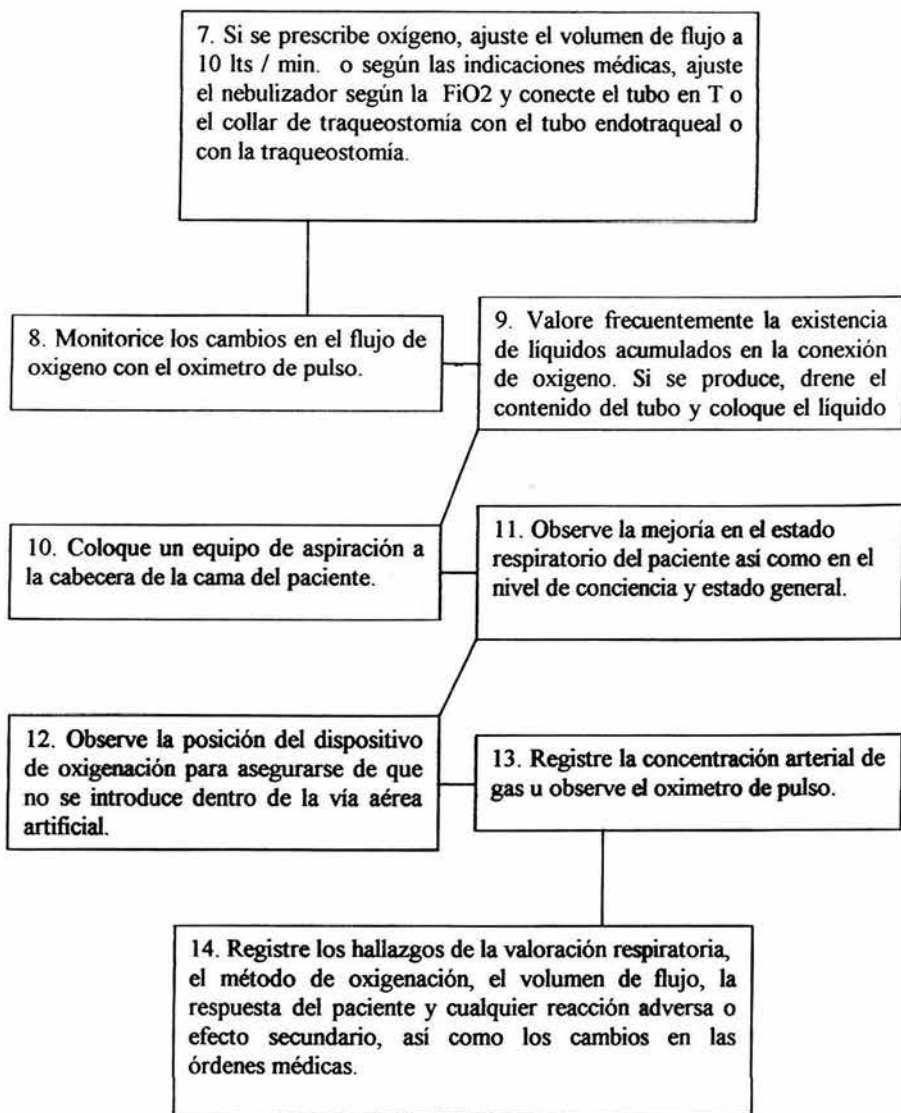 7. Si se prescribe oxígeno, ajuste el volumen de flujo a
10 lts / min. o según las indicaciones médicas, ajuste
el nebulizador según la FiO2 y conecte el tubo en T o
el collar de traqueostomía con el tubo endotraqueal o
con la traqueostomía.
8. Monitorice los cambios en el flujo de
oxigeno con el oximetro de pulso.
9. Valore frecuentemente la existencia
de líquidos acumulados en la conexión
de oxigeno. Si se produce, drene el
contenido del tubo y coloque el líquido
10. Coloque un equipo de aspiración a
la cabecera de la cama del paciente.
11. Observe la mejoría en el estado
respiratorio del paciente así como en el
nivel de conciencia y estado general.
12. Observe la posición del dispositivo
de oxigenación para asegurarse de que
no se introduce dentro de la vía aérea
artificial.
13. Registre la concentración arterial de
gas u observe el oximetro de pulso.
14. Registre los hallazgos de la valoración respiratoria,
el método de oxigenación, el volumen de flujo, la
respuesta del paciente y cualquier reacción adversa o
efecto secundario, así como los cambios en las
órdenes médicas.